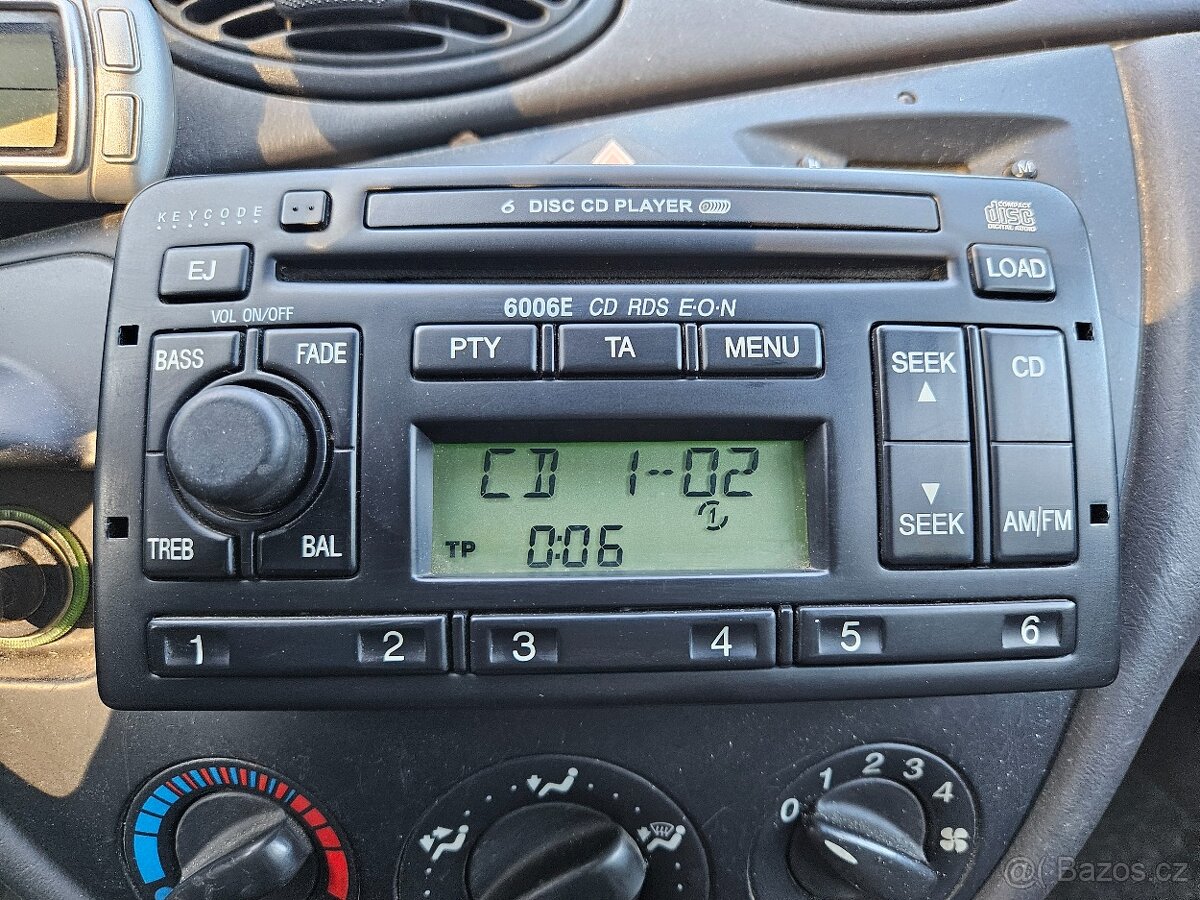 KEYCODE
6 DISC CD PLAYER
COMPACT
disc
DIGITAL AUDIO
EJ
LOAD
VOL ON/OFF
6006E CD RDS E·O·N
BASS
FADE
PTY
TA
MENU
SEEK ▲
CD
CD 1-02
1
TP 0:06
▼ SEEK
AM/FM
TREB
BAL
1
2
3
4
5
6
0 1 2 3 4
Bazos.cz